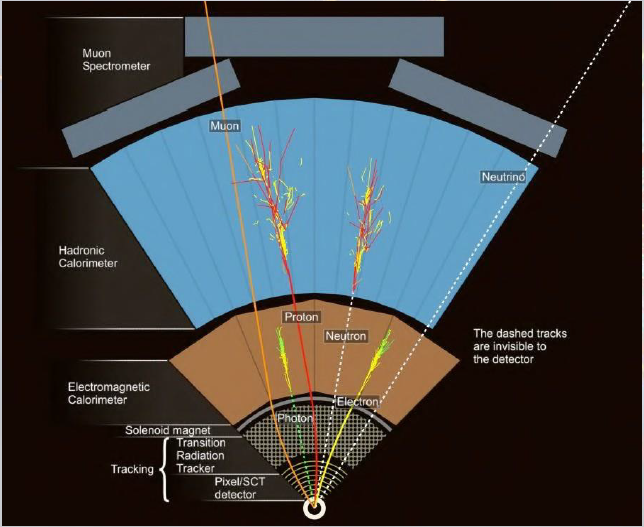 Muon
Spectrometer
Muon
Neutrino
Hadronic
Calorimeter
Proton
Neutron
The dashed tracks
are invisible to
the detector
Electromagnetic
Calorimeter
Electron
Photon
Solenoid magnet
Transition
Radiation
Tracker
Tracking
Pixel/SCT
detector